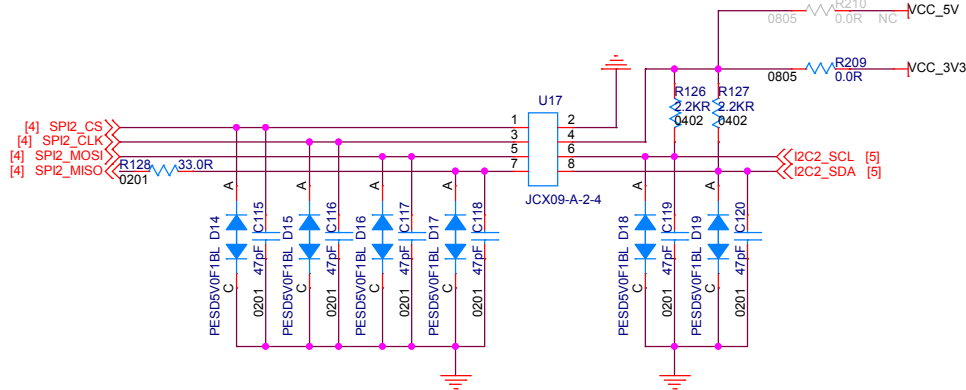 R210
0805 0.0R NC VCC_5V
R209
0805 0.0R VCC_3V3
U17
R126 R127
2.2KR 2.2KR
0402 0402
[4] SPI2_CS 1 2
[4] SPI2_CLK 3 4
[4] SPI2_MOSI 5 6 I2C2_SCL [5]
[4] SPI2_MISO R128 33.0R 7 8 I2C2_SDA [5]
0201
JCX09-A-2-4
A A A A A A
PESD5V0F1BL D14
C
47pF C115
0201
PESD5V0F1BL D15
C
47pF C116
0201
PESD5V0F1BL D16
C
47pF C117
0201
PESD5V0F1BL D17
C
47pF C118
0201
PESD5V0F1BL D18
C
47pF C119
0201
PESD5V0F1BL D19
C
47pF C120
0201